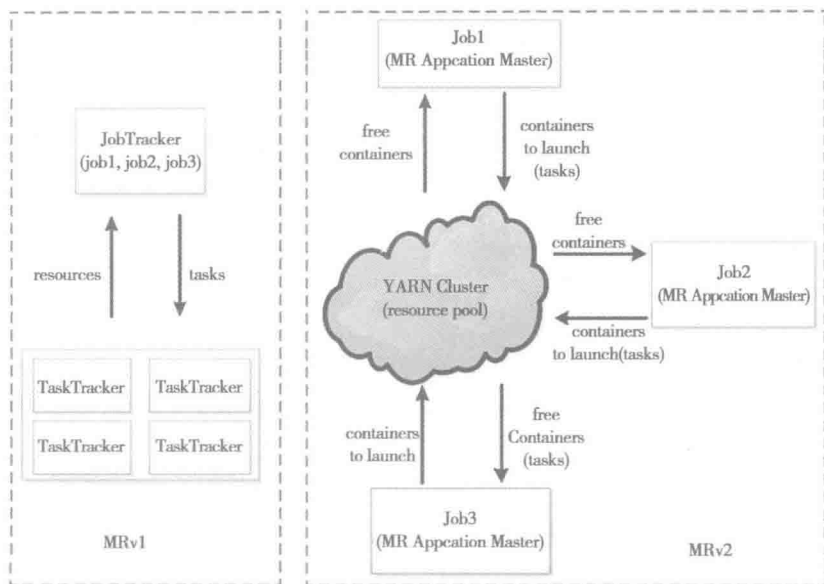 JobTracker
(job1, job2, job3)
resources
tasks
TaskTracker
TaskTracker
TaskTracker
TaskTracker
MRv1
Job1
(MR Appcation Master)
free
containers
containers
to launch
(tasks)
YARN Cluster
(resource pool)
free
containers
Job2
(MR Appcation Master)
containers
to launch(tasks)
containers
to launch
free
Containers
(tasks)
Job3
(MR Appcation Master)
MRv2